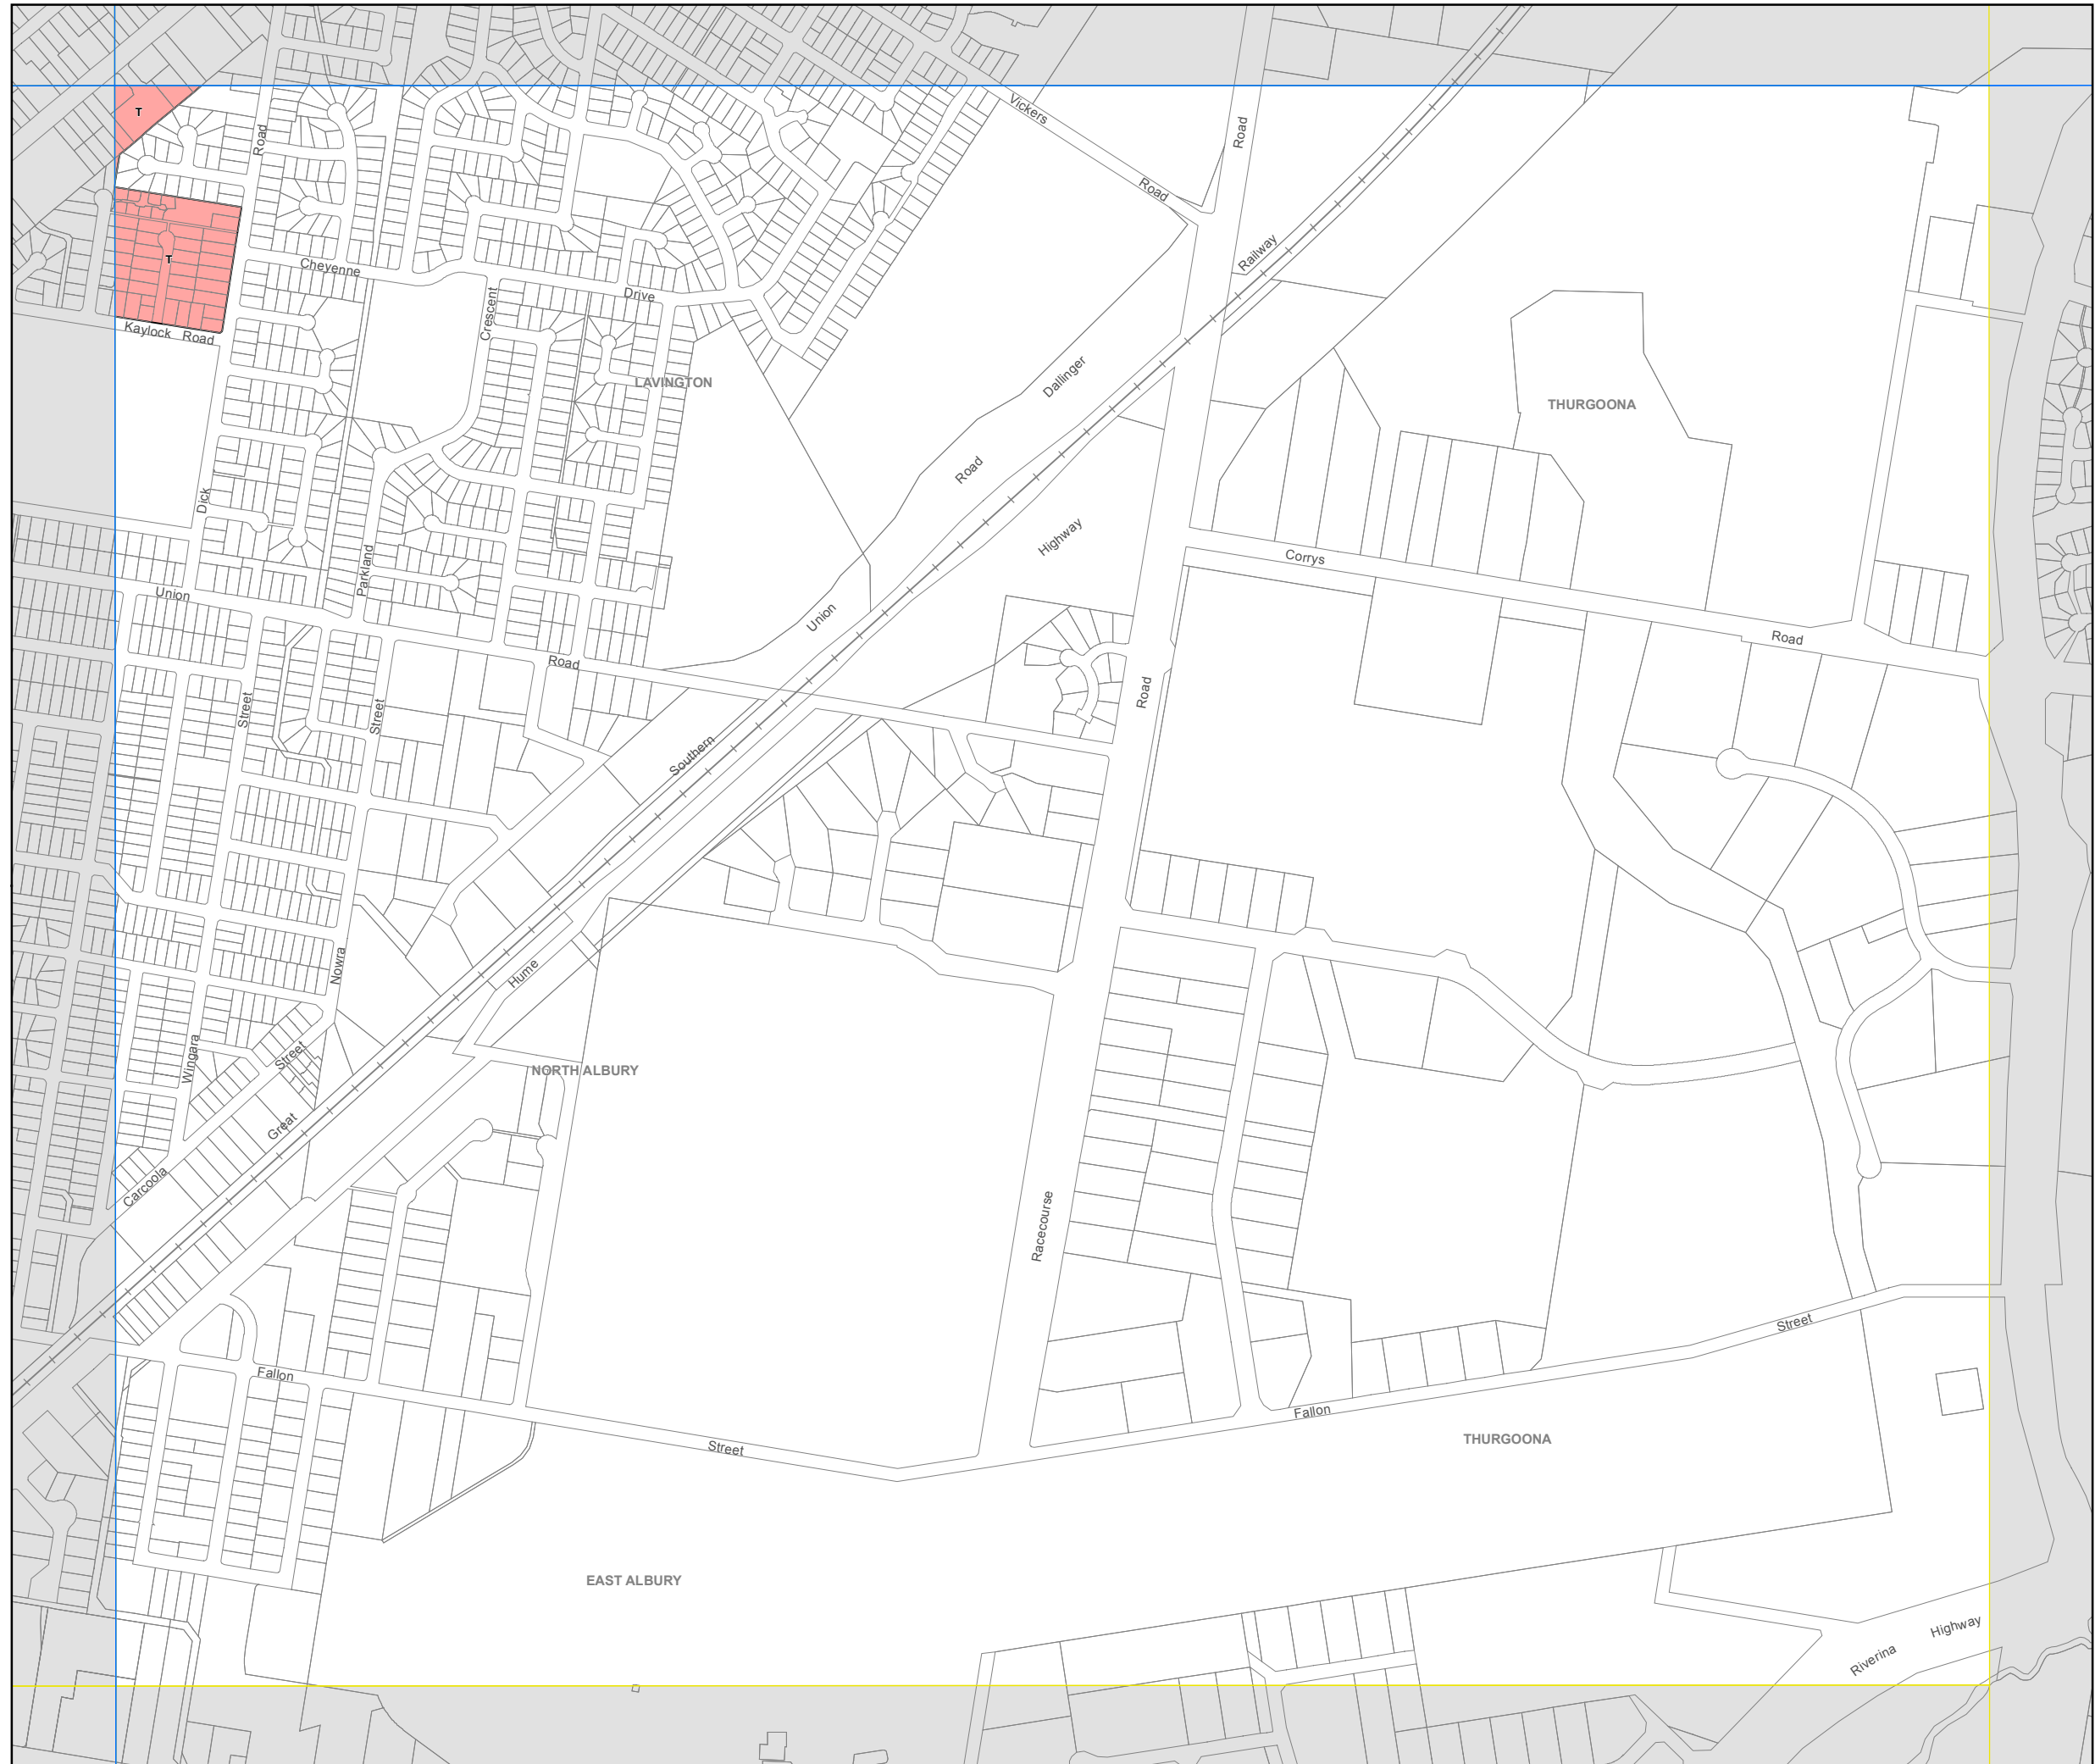 Vickers
T
Road
Road
Road
Railway
T
Cheyenne
Drive
Crescent
Kaylock Road
LAVINGTON
Dallinger
THURGOONA
Road
Dick
Highway
Corrys
Parkland
Union
Union
Road
Road
Road
Street
Street
Southern
Nowra
Hume
Wingara
Street
NORTH ALBURY
Great
Carcoola
Racecourse
Street
Fallon
Fallon
Street
THURGOONA
EAST ALBURY
Highway
Riverina